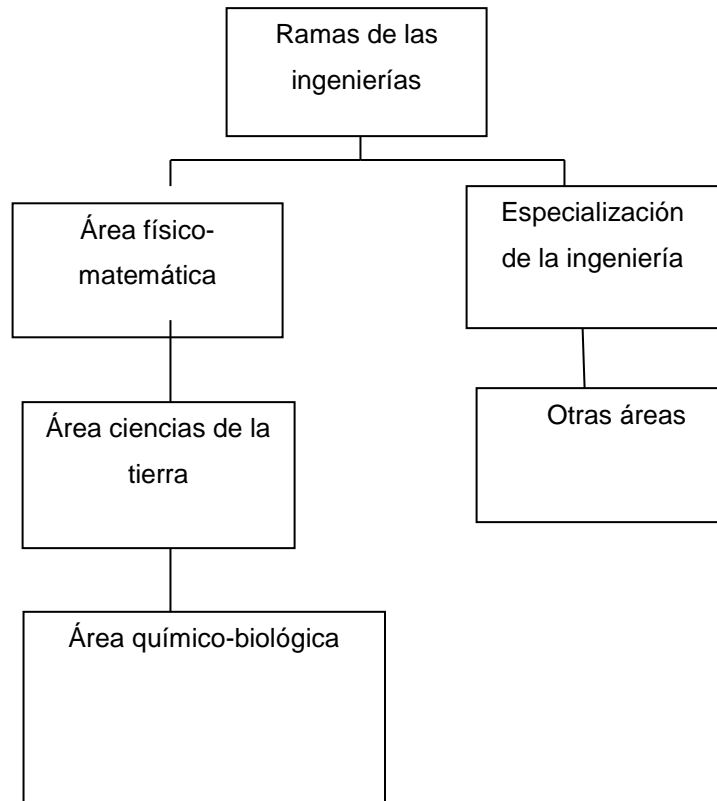 Ramas de las
ingenierías
Área físico-
matemática
Especialización
de la ingeniería
Área ciencias de la
tierra
Otras áreas
Área químico-biológica